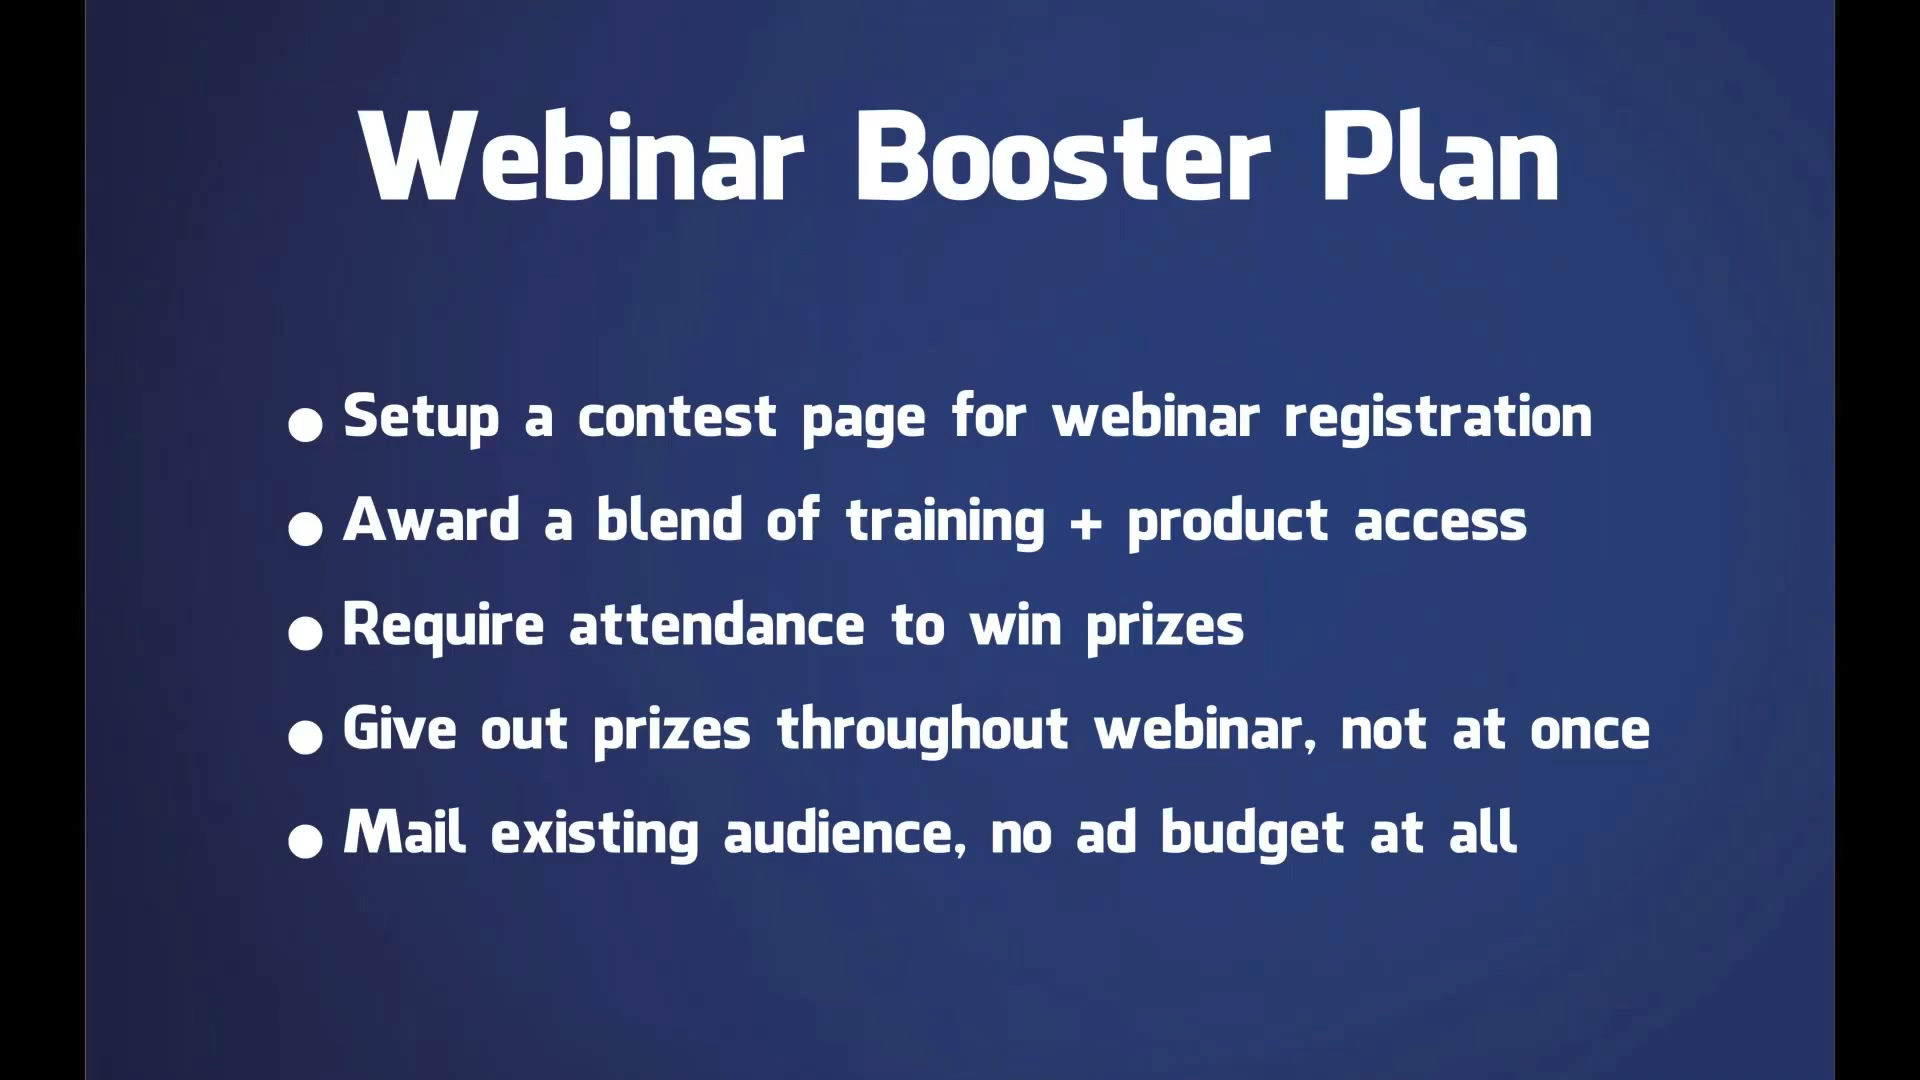 Webinar Booster Plan
● Setup a contest page for webinar registration
● Award a blend of training + product access
● Require attendance to win prizes
● Give out prizes throughout webinar, not at once
● Mail existing audience, no ad budget at all